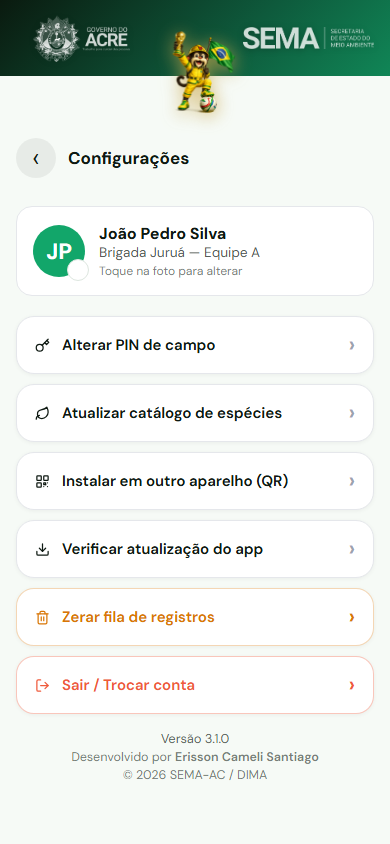 GOVERNO DO
ACRE
SEMA
SECRETARIA
DE ESTADO DO
MEIO AMBIENTE
Configurações
JP
João Pedro Silva
Brigada Juruá — Equipe A
Toque na foto para alterar
Alterar PIN de campo
Atualizar catálogo de espécies
Instalar em outro aparelho (QR)
Verificar atualização do app
Zerar fila de registros
Sair / Trocar conta
Versão 3.1.0
Desenvolvido por Erisson Cameli Santiago
© 2026 SEMA-AC / DIMA